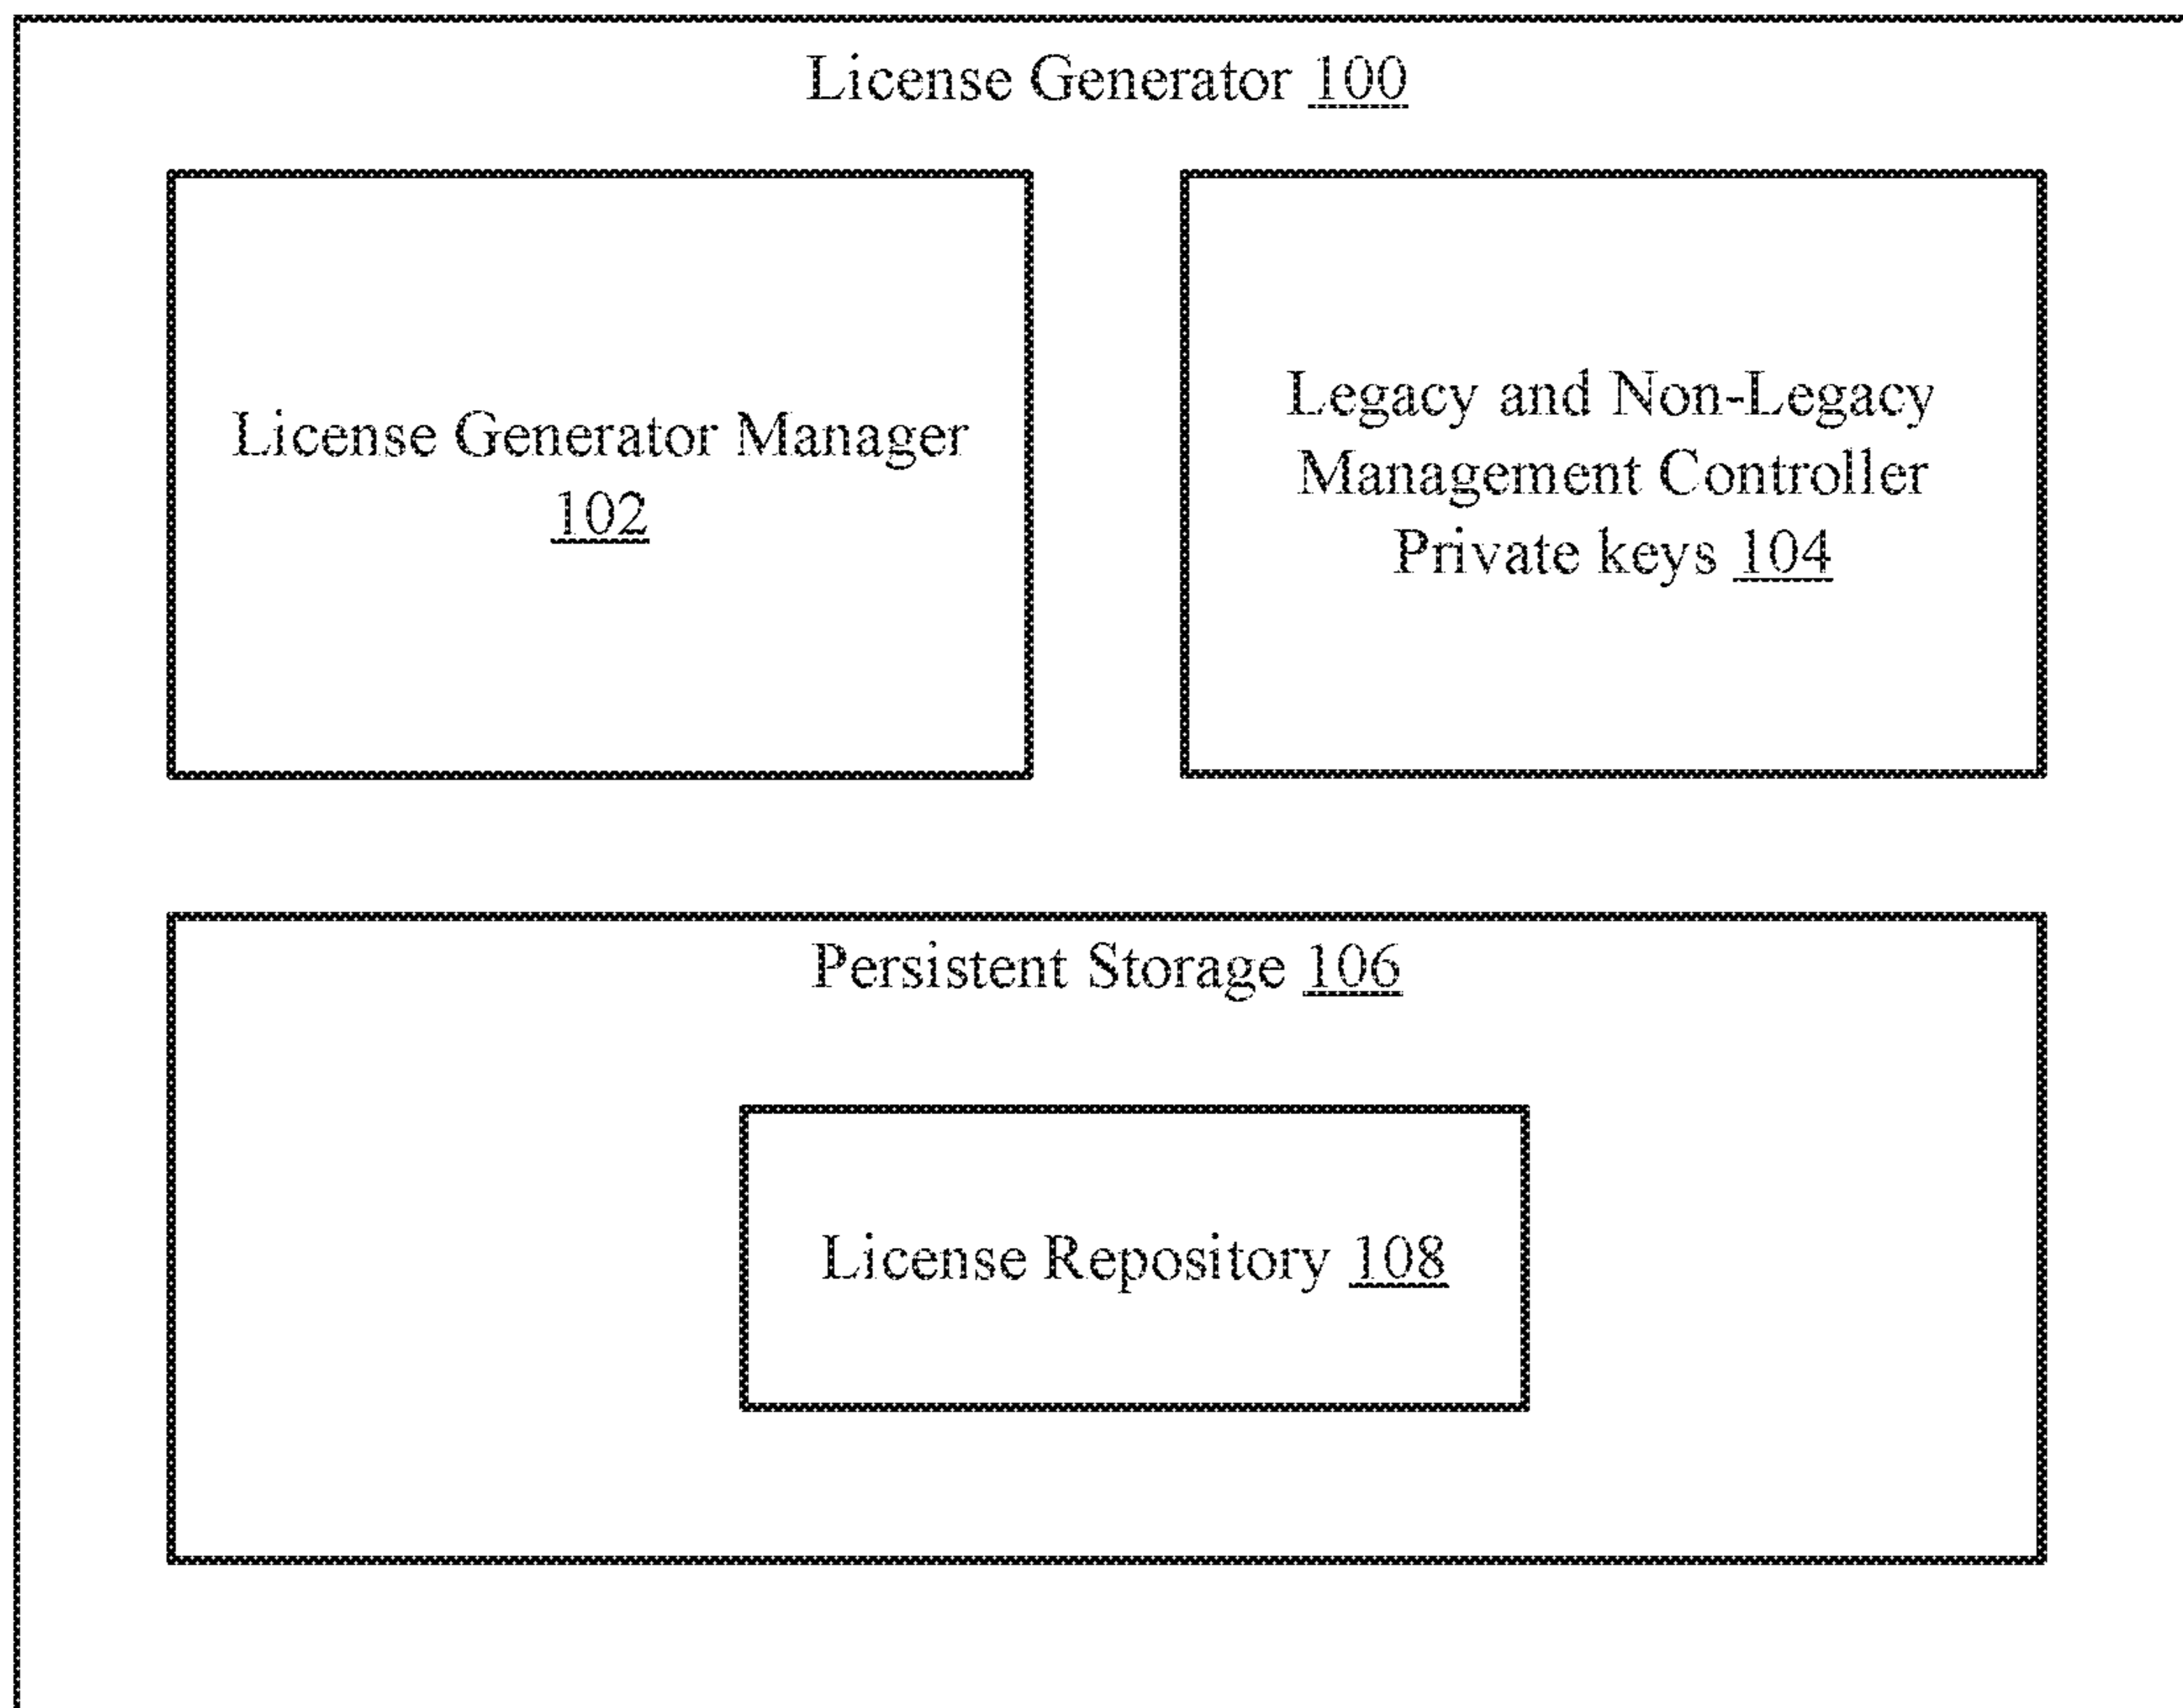 License Generator 100
License Generator Manager
102
Legacy and Non-Legacy
Management Controller
Private keys 104
Persistent Storage 106
License Repository 108